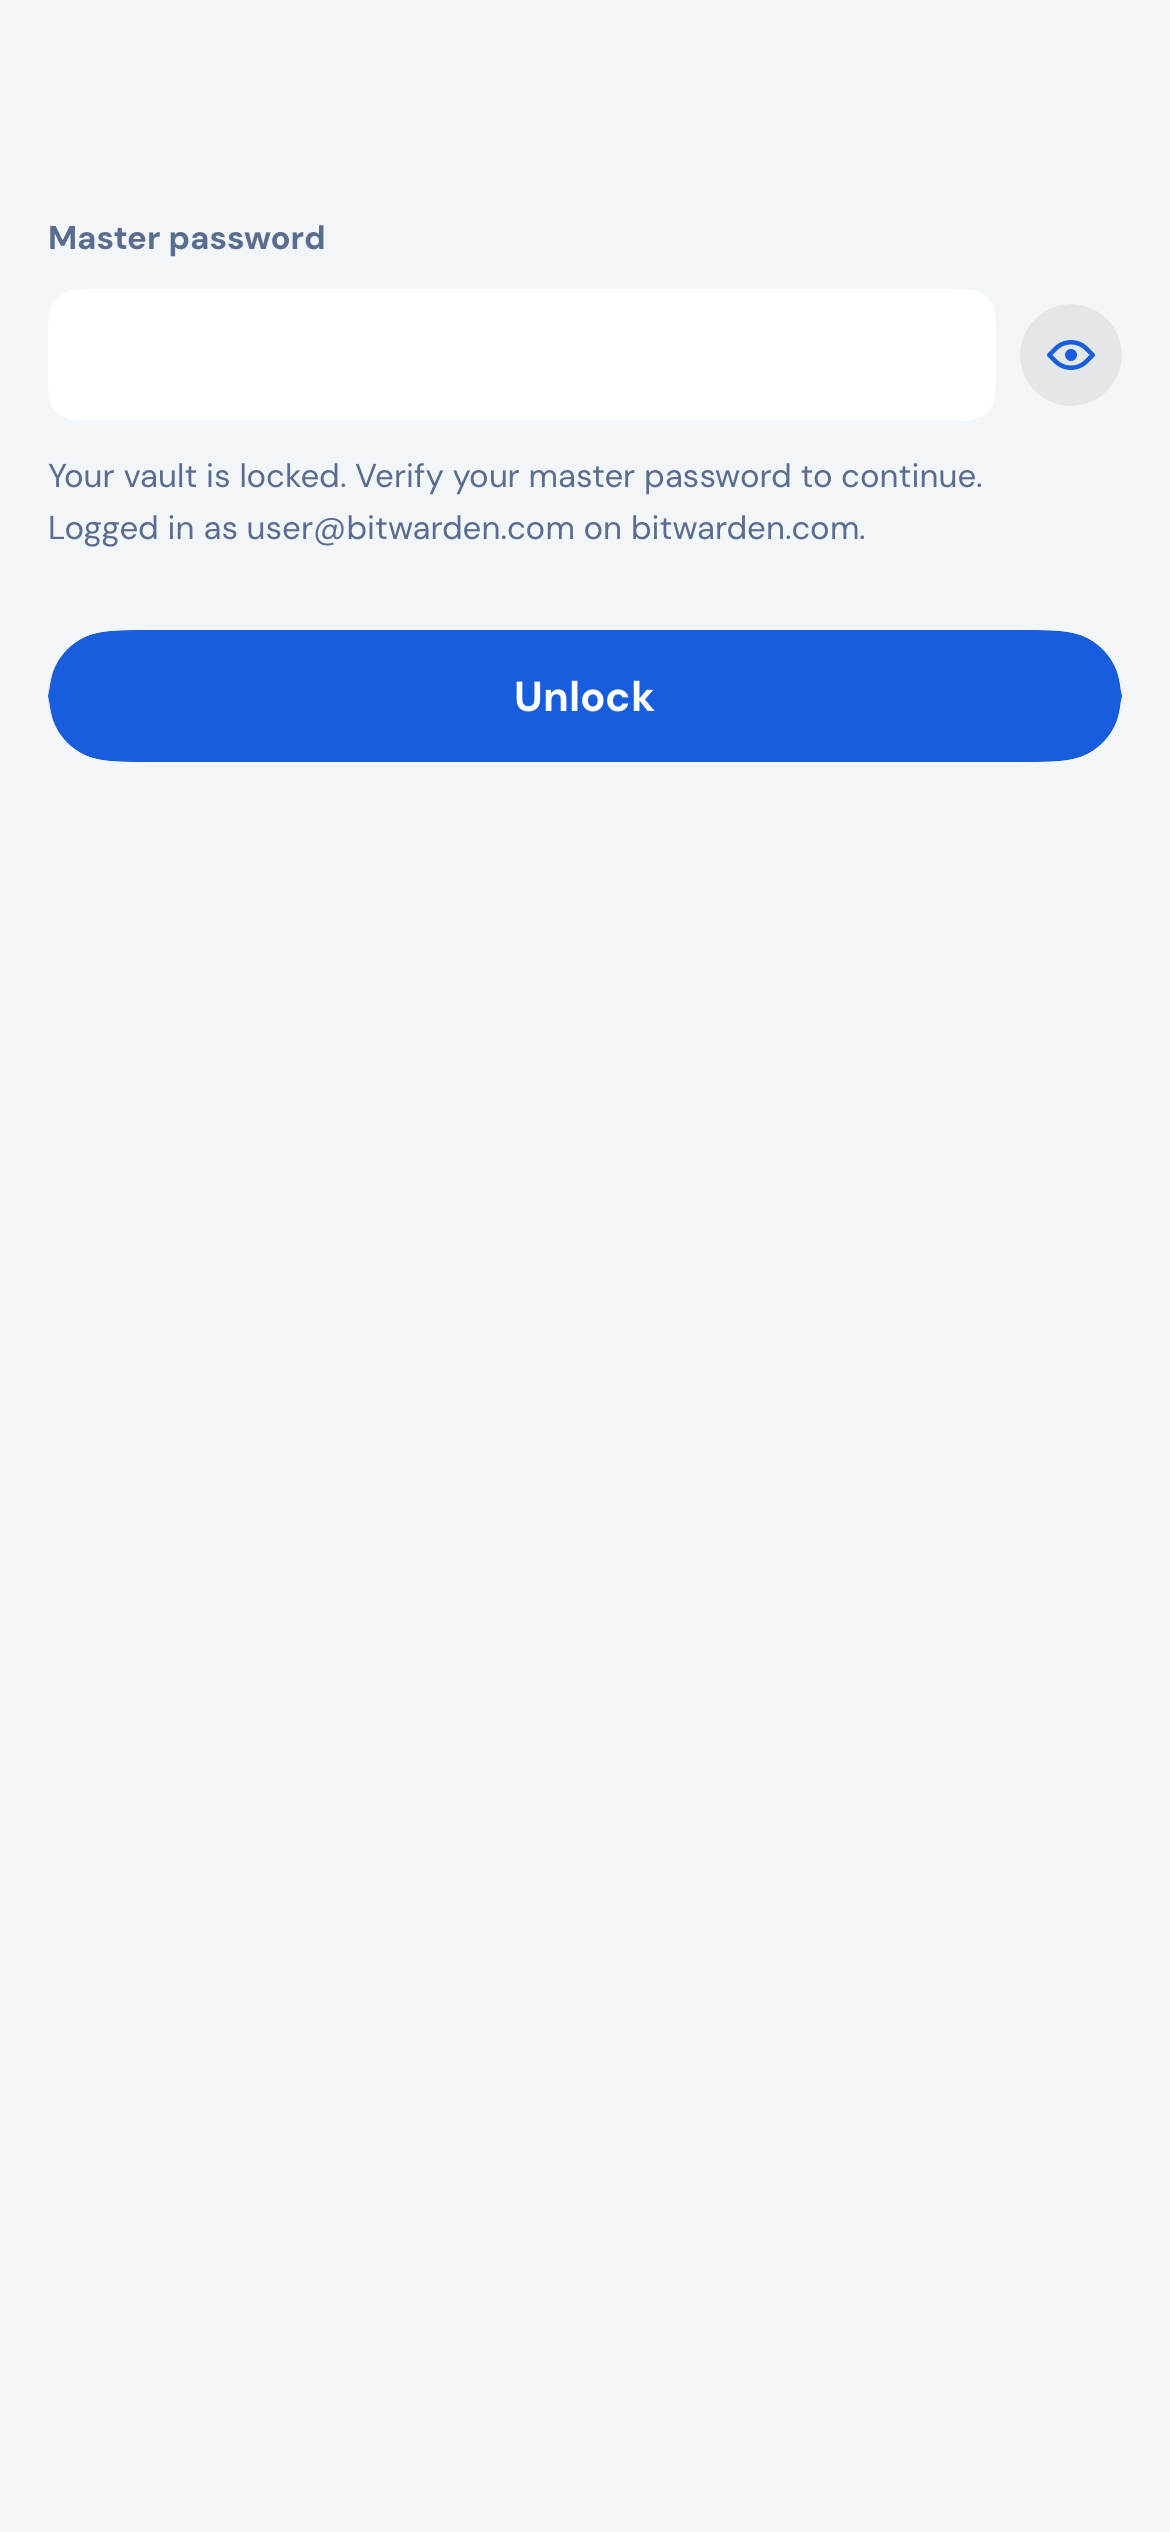 Master password
Your vault is locked. Verify your master password to continue.
Logged in as user@bitwarden.com on bitwarden.com.
Unlock